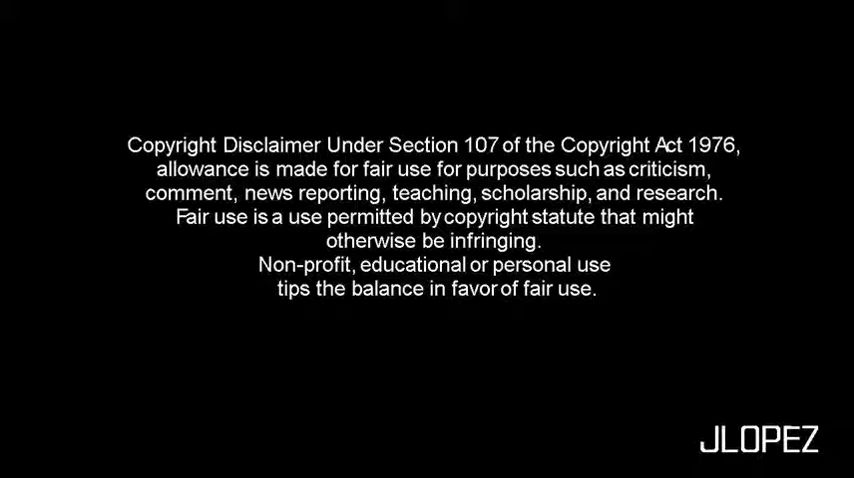 Copyright Disclaimer Under Section 107 of the Copyright Act 1976,
allowance is made for fair use for purposes such as criticism,
comment, news reporting, teaching, scholarship, and research.
Fair use is a use permitted by copyright statute that might
otherwise be infringing.
Non-profit, educational or personal use
tips the balance in favor of fair use.
JLOPEZ